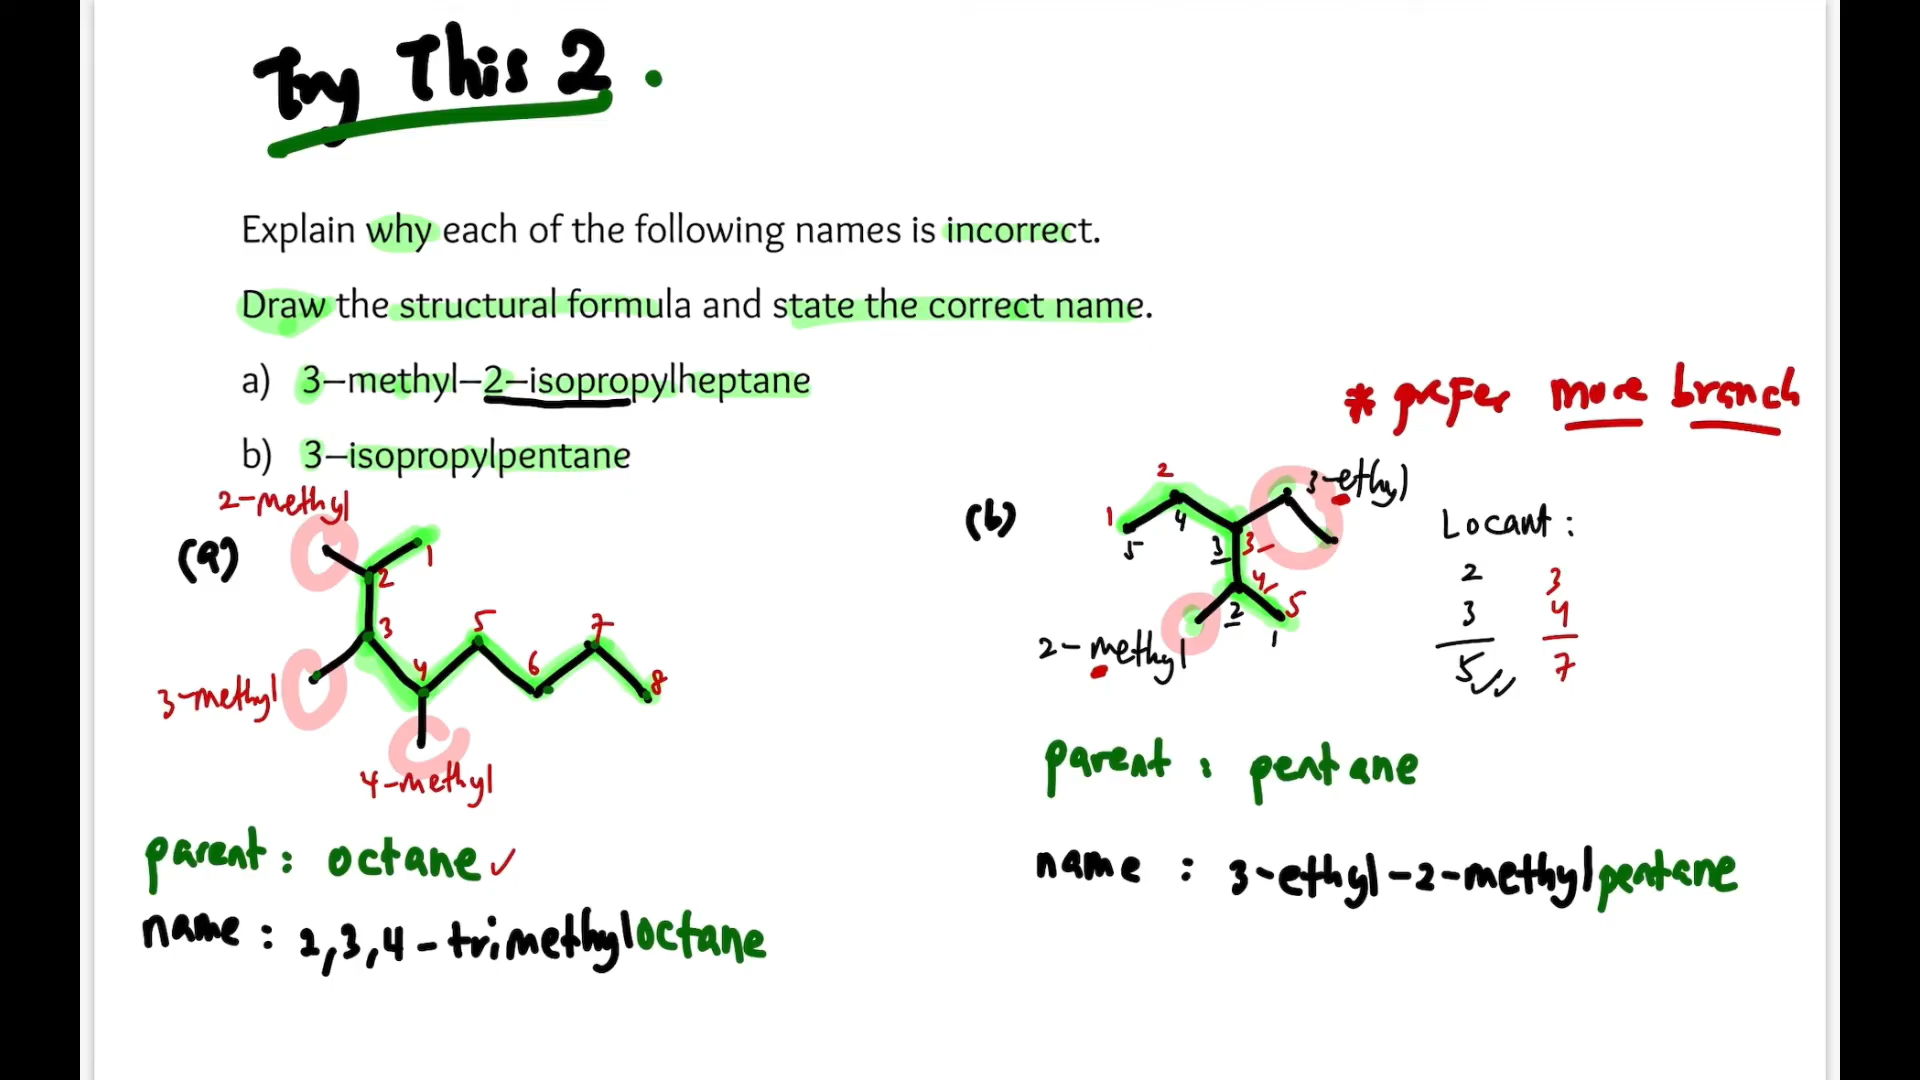 Try This 2.
Explain why each of the following names is incorrect.
Draw the structural formula and state the correct name.
a) 3–methyl–2–isopropylheptane
b) 3–isopropylpentane
* prefer more branch
(a)
2-methyl
1
2
3
3-methyl
4
4-methyl
5
6
7
8
parent : octane ✓
name : 2,3,4-trimethyloctane
(b)
1 2 3 4 5
5 4 3 2 1
3-ethyl
2-methyl
Locant :
2 3
3 4
5 ✓✓ 7
parent : pentane
name : 3-ethyl-2-methylpentane